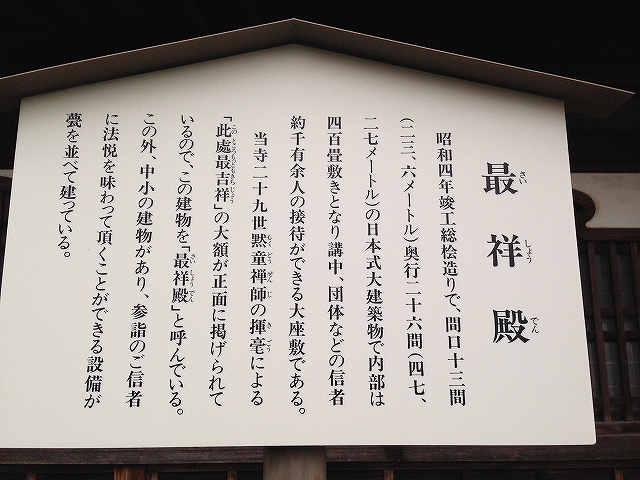 最祥殿
昭和四年竣工総桧造りで、間口十三間
(二三、六メートル)奥行二十六間(四七、
二七メートル)の日本式大建築物で内部は
四百畳敷きとなり講中、団体などの信者
約千有余人の接待ができる大座敷である。
当寺二十九世黙童禅師の揮毫による
「此處最吉祥」の大額が正面に掲げられて
いるので、この建物を「最祥殿」と呼んでいる。
この外、中小の建物があり、参詣のご信者
に法悦を味わって頂くことができる設備が
甍を並べて建っている。